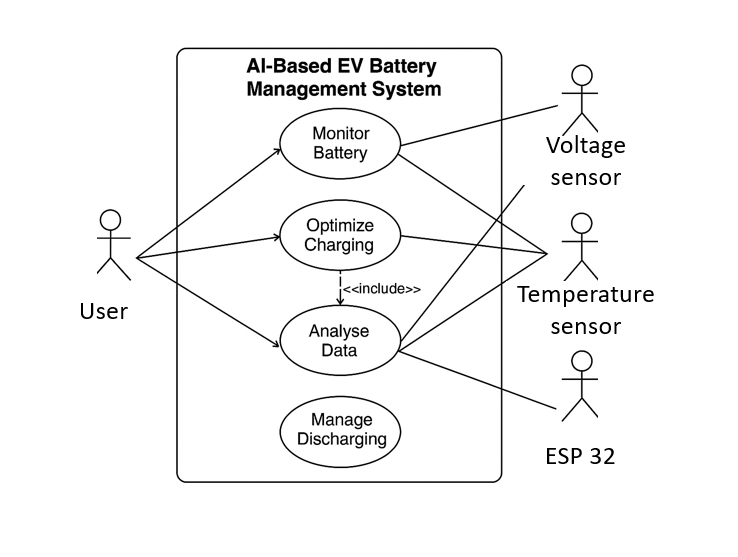 AI-Based EV Battery
Management System
Monitor
Battery
Voltage
sensor
Optimize
Charging
<<include>>
User
Temperature
sensor
Analyse
Data
Manage
Discharging
ESP 32